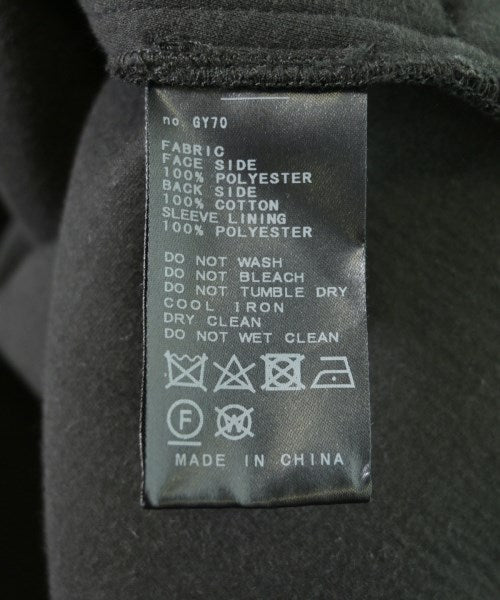 no. GY70
FABRIC
FACE SIDE
100% POLYESTER
BACK SIDE
100% COTTON
SLEEVE LINING
100% POLYESTER
DO NOT WASH
DO NOT BLEACH
DO NOT TUMBLE DRY
COOL IRON
DRY CLEAN
DO NOT WET CLEAN
F W
MADE IN CHINA